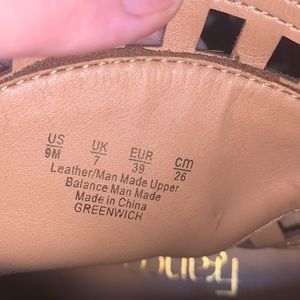 US UK EUR cm
9M 7 39 26
Leather/Man Made Upper
Balance Man Made
Made in China
GREENWICH
franco